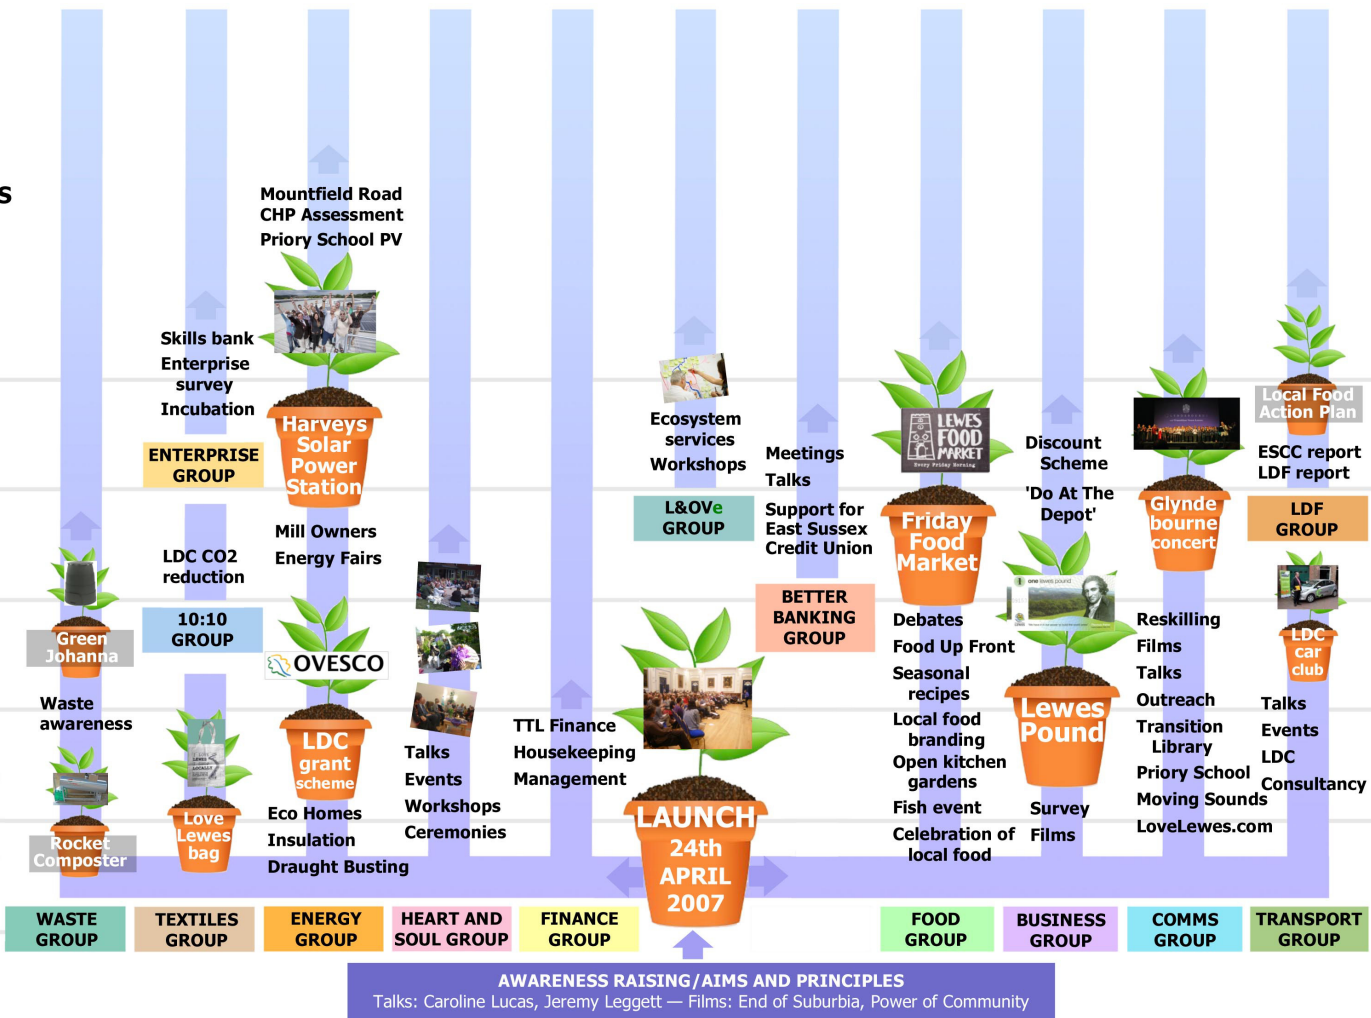 S
Mountfield Road
CHP Assessment
Priory School PV
Skills bank
Enterprise
survey
Incubation
ENTERPRISE
GROUP
LDC CO2
reduction
10:10
GROUP
Harveys
Solar
Power
Station
Mill Owners
Energy Fairs
OVESCO
LDC
grant
scheme
Eco Homes
Insulation
Draught Busting
Green
Johanna
Waste
awareness
Rocket
Composter
LOVE
LEWES
LOCALLY
Love
Lewes
bag
Talks
Events
Workshops
Ceremonies
TTL Finance
Housekeeping
Management
LAUNCH
24th
APRIL
2007
Ecosystem
services
Workshops
L&OVe
GROUP
Meetings
Talks
Support for
East Sussex
Credit Union
BETTER
BANKING
GROUP
LEWES
FOOD
MARKET
Every Friday Morning
Friday
Food
Market
Debates
Food Up Front
Seasonal
recipes
Local food
branding
Open kitchen
gardens
Fish event
Celebration of
local food
Discount
Scheme
'Do At The
Depot'
one lewes pound
Lewes
Pound
Survey
Films
Glynde
bourne
concert
Reskilling
Films
Talks
Outreach
Transition
Library
Priory School
Moving Sounds
LoveLewes.com
Local Food
Action Plan
ESCC report
LDF report
LDF
GROUP
LDC
car
club
Talks
Events
LDC
Consultancy
WASTE
GROUP
TEXTILES
GROUP
ENERGY
GROUP
HEART AND
SOUL GROUP
FINANCE
GROUP
FOOD
GROUP
BUSINESS
GROUP
COMMS
GROUP
TRANSPORT
GROUP
AWARENESS RAISING/AIMS AND PRINCIPLES
Talks: Caroline Lucas, Jeremy Leggett — Films: End of Suburbia, Power of Community